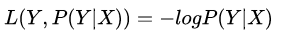 L(Y, P(Y|X)) = −logP(Y|X)